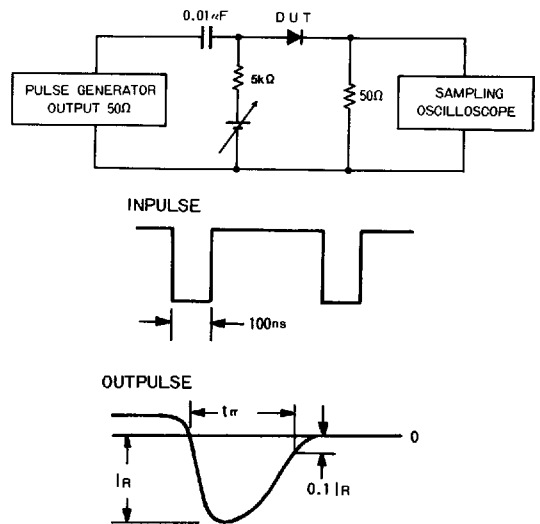 0.01μF
DUT
5kΩ
PULSE GENERATOR
OUTPUT 50Ω
50Ω
SAMPLING
OSCILLOSCOPE
INPULSE
100ns
OUTPULSE
trr
0
IR
0.1 IR